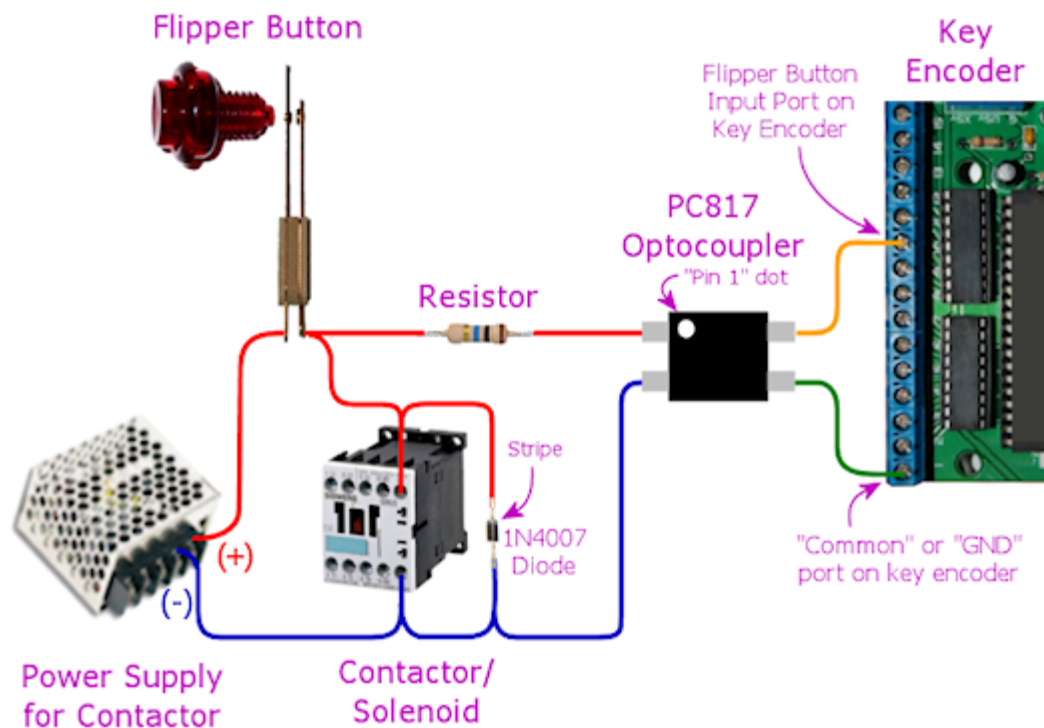 Flipper Button
Key
Encoder
Flipper Button
Input Port on
Key Encoder
PC817
Optocoupler
"Pin 1" dot
Resistor
Stripe
1N4007
Diode
(+)
(-)
"Common" or "GND"
port on key encoder
Power Supply
for Contactor
Contactor/
Solenoid